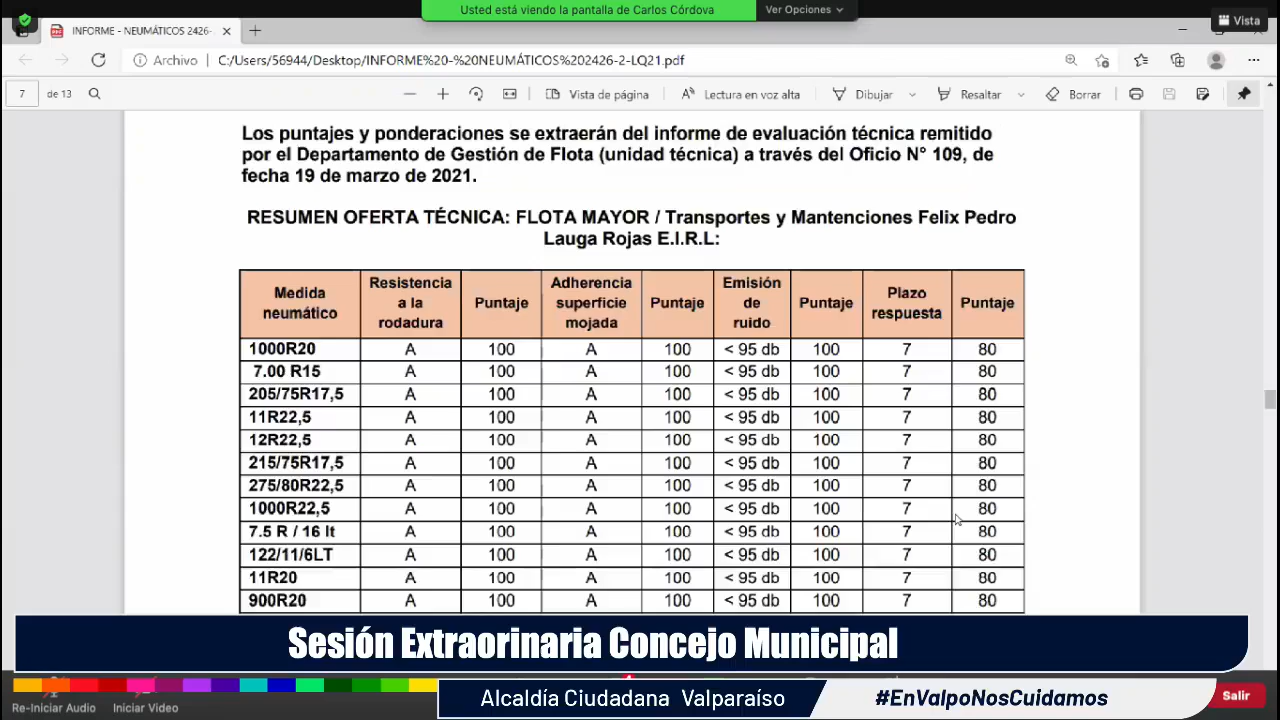 Usted está viendo la pantalla de Carlos Córdova
Ver Opciones
Vista
INFORME - NEUMÁTICOS 2426-
Archivo
C:/Users/56944/Desktop/INFORME%20-%20NEUMÁTICOS%202426-2-LQ21.pdf
7 de 13
Vista de página
Lectura en voz alta
Dibujar
Resaltar
Borrar
Los puntajes y ponderaciones se extraerán del informe de evaluación técnica remitido
por el Departamento de Gestión de Flota (unidad técnica) a través del Oficio N° 109, de
fecha 19 de marzo de 2021.
RESUMEN OFERTA TÉCNICA: FLOTA MAYOR / Transportes y Mantenciones Felix Pedro
Lauga Rojas E.I.R.L:
Medida neumático Resistencia a la rodadura Puntaje Adherencia superficie mojada Puntaje Emisión de ruido Puntaje Plazo respuesta Puntaje
1000R20 A 100 A 100 < 95 db 100 7 80
7.00 R15 A 100 A 100 < 95 db 100 7 80
205/75R17,5 A 100 A 100 < 95 db 100 7 80
11R22,5 A 100 A 100 < 95 db 100 7 80
12R22,5 A 100 A 100 < 95 db 100 7 80
215/75R17,5 A 100 A 100 < 95 db 100 7 80
275/80R22,5 A 100 A 100 < 95 db 100 7 80
1000R22,5 A 100 A 100 < 95 db 100 7 80
7.5 R / 16 lt A 100 A 100 < 95 db 100 7 80
122/11/6LT A 100 A 100 < 95 db 100 7 80
11R20 A 100 A 100 < 95 db 100 7 80
900R20 A 100 A 100 < 95 db 100 7 80
Sesión Extraorinaria Concejo Municipal
Alcaldía Ciudadana Valparaíso
#EnValpoNosCuidamos
Re-Iniciar Audio
Iniciar Video
Salir